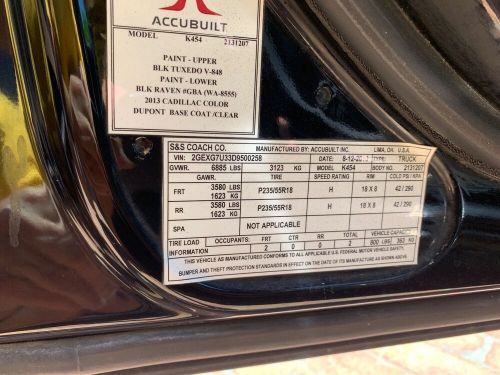 ACCUBUILT
MODEL K454 2131207
PAINT - UPPER
BLK TUXEDO V-848
PAINT - LOWER
BLK RAVEN #GBA (WA-8555)
2013 CADILLAC COLOR
DUPONT BASE COAT /CLEAR
S&S COACH CO. MANUFACTURED BY: ACCUBUILT INC. LIMA, OK. U.S.A.
VIN: 2GEXG7U33D9500258 DATE: 8-12- TYPE: TRUCK
GVWR. 6885 LBS 3123 KG MODEL K454 BODY NO. 2131207
GAWR. TIRE SPEED RATING RIM COLD PSI / KPA
FRT 3580 LBS 1623 KG P235/55R18 H 18 X 8 42 / 290
RR 3580 LBS 1623 KG P235/55R18 H 18 X 8 42 / 290
SPA NOT APPLICABLE
TIRE LOAD INFORMATION OCCUPANTS: FRT CTR RR TOTAL VEHICLE CAPACITY
2 0 0 2 800 LBS 363 KG
THIS VEHICLE MANUFACTURED CONFORMS TO ALL APPLICABLE U.S. FEDERAL MOTOR VEHICLE SAFETY,
BUMPER AND THEFT PROTECTION STANDARDS IN EFFECT ON THE DATE OF ITS MANUFACTURE AS SHOWN ABOVE.